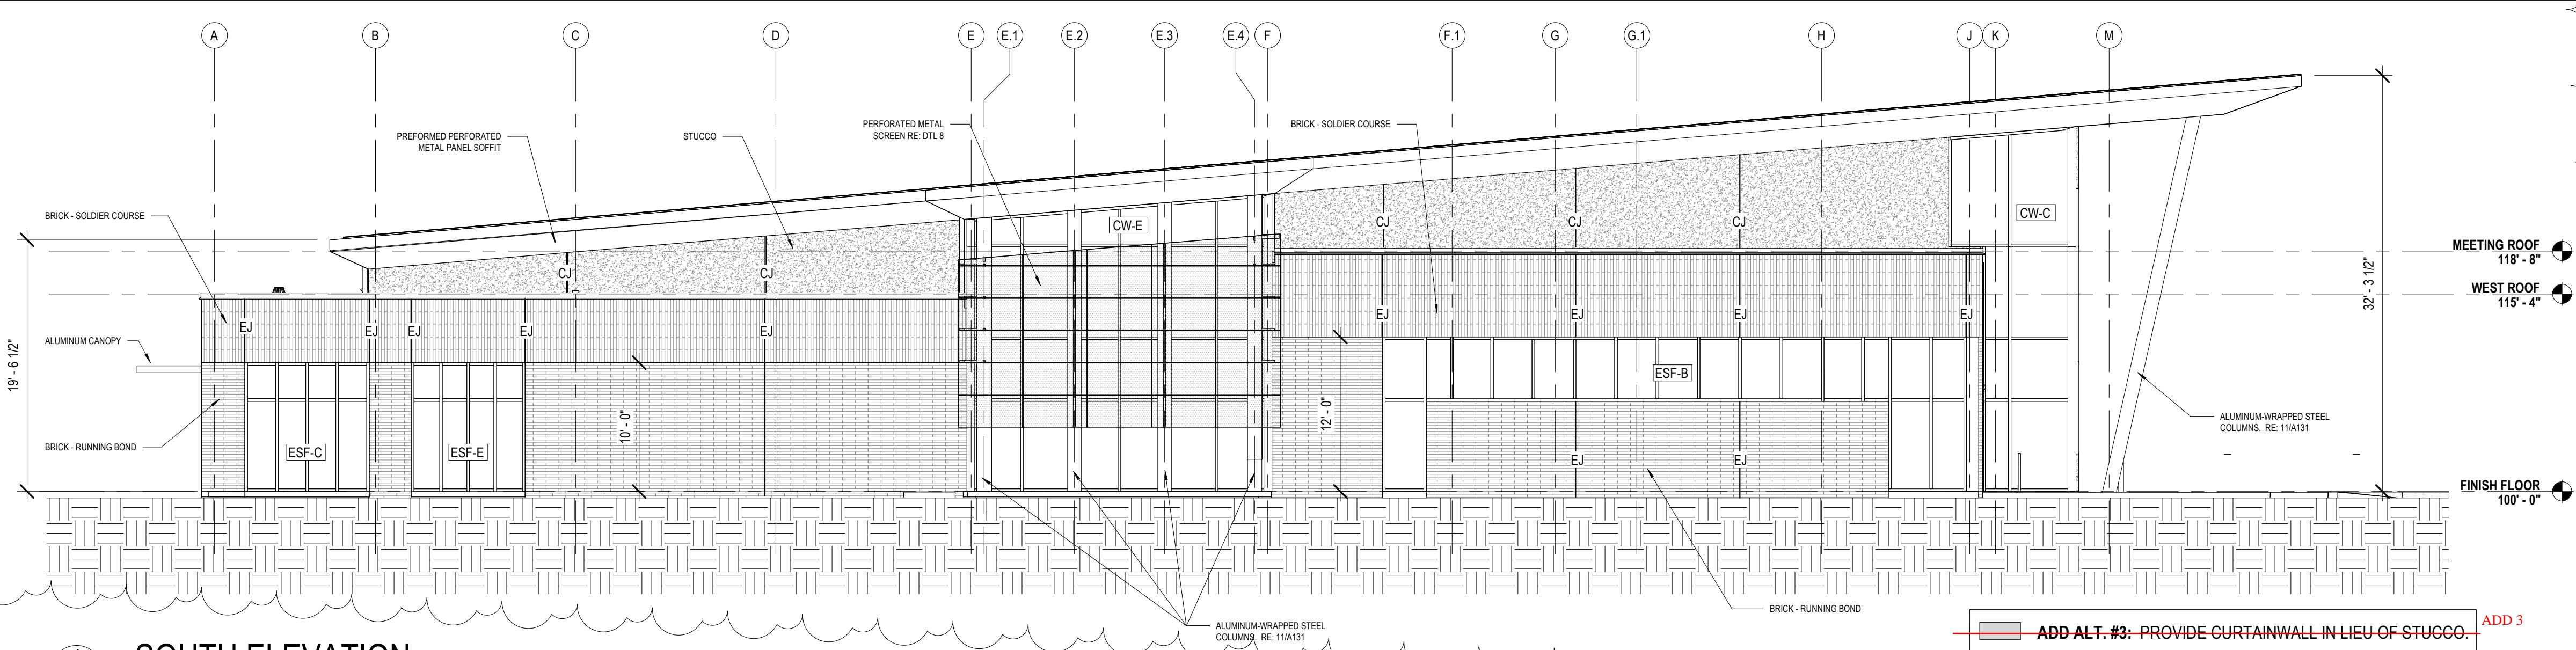 A
B
C
D
E
E.1
E.2
E.3
E.4
F
F.1
G
G.1
H
J
K
M
PREFORMED PERFORATED
METAL PANEL SOFFIT
STUCCO
PERFORATED METAL
SCREEN RE: DTL 8
BRICK - SOLDIER COURSE
BRICK - SOLDIER COURSE
CW-E
CJ
CJ
CJ
CW-C
MEETING ROOF
118' - 8"
CJ
CJ
WEST ROOF
115' - 4"
32' - 3 1/2"
EJ
EJ
EJ
EJ
EJ
EJ
EJ
EJ
EJ
ALUMINUM CANOPY
19' - 6 1/2"
ESF-B
10' - 0"
12' - 0"
ALUMINUM-WRAPPED STEEL
COLUMNS. RE: 11/A131
BRICK - RUNNING BOND
ESF-C
ESF-E
EJ
EJ
FINISH FLOOR
100' - 0"
BRICK - RUNNING BOND
ALUMINUM-WRAPPED STEEL
COLUMNS. RE: 11/A131
ADD ALT. #3: PROVIDE CURTAINWALL IN LIEU OF STUCCO.
ADD 3
SOUTH ELEVATION